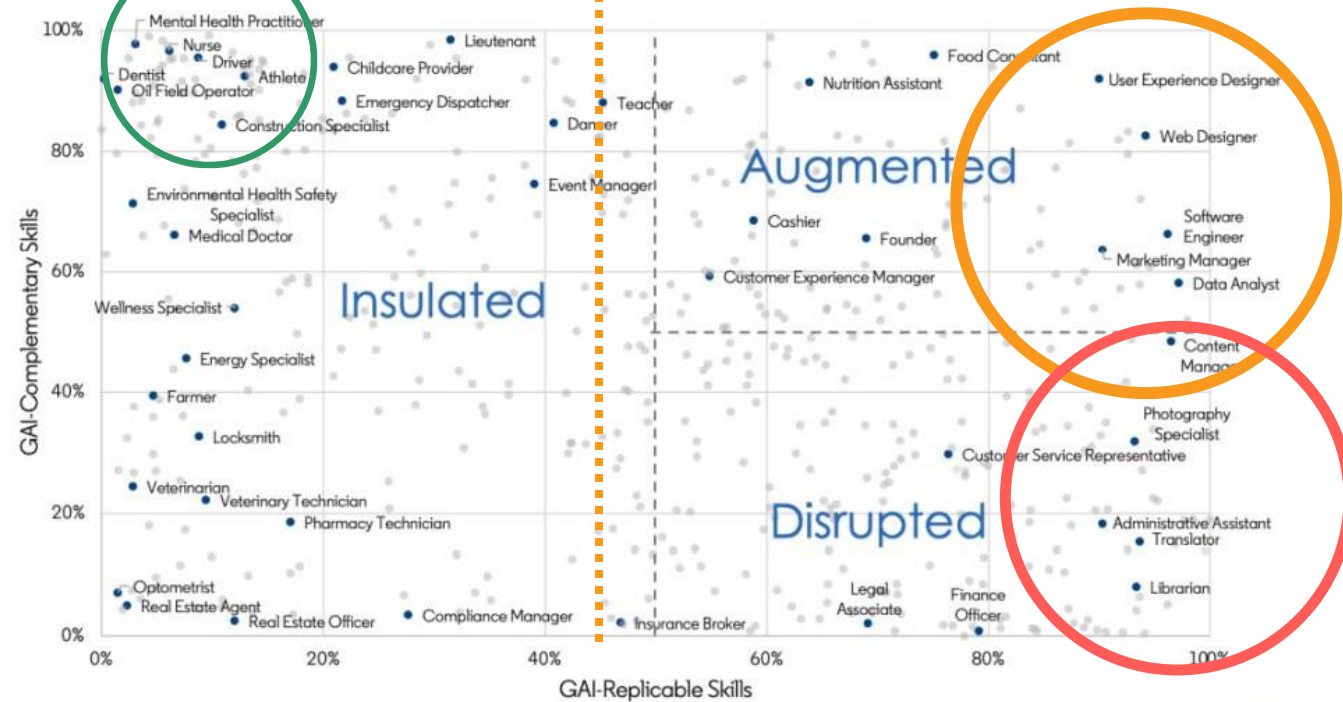 100%
80%
60%
40%
20%
0%
GAI-Complementary Skills
Mental Health Practitioner
Nurse
Driver
Dentist
Athlete
Oil Field Operator
Construction Specialist
Lieutenant
Childcare Provider
Emergency Dispatcher
Teacher
Dancer
Event Manager
Food Consultant
Nutrition Assistant
User Experience Designer
Web Designer
Augmented
Environmental Health Safety
Specialist
Medical Doctor
Cashier
Founder
Customer Experience Manager
Software
Engineer
Marketing Manager
Data Analyst
Insulated
Wellness Specialist
Energy Specialist
Farmer
Locksmith
Veterinarian
Veterinary Technician
Pharmacy Technician
Content
Manag
Photography
Specialist
Customer Service Representative
Disrupted
Administrative Assistant
Translator
Librarian
Optometrist
Real Estate Agent
Real Estate Officer
Compliance Manager
Insurance Broker
Legal
Associate
Finance
Officer
0%
20%
40%
60%
80%
100%
GAI-Replicable Skills